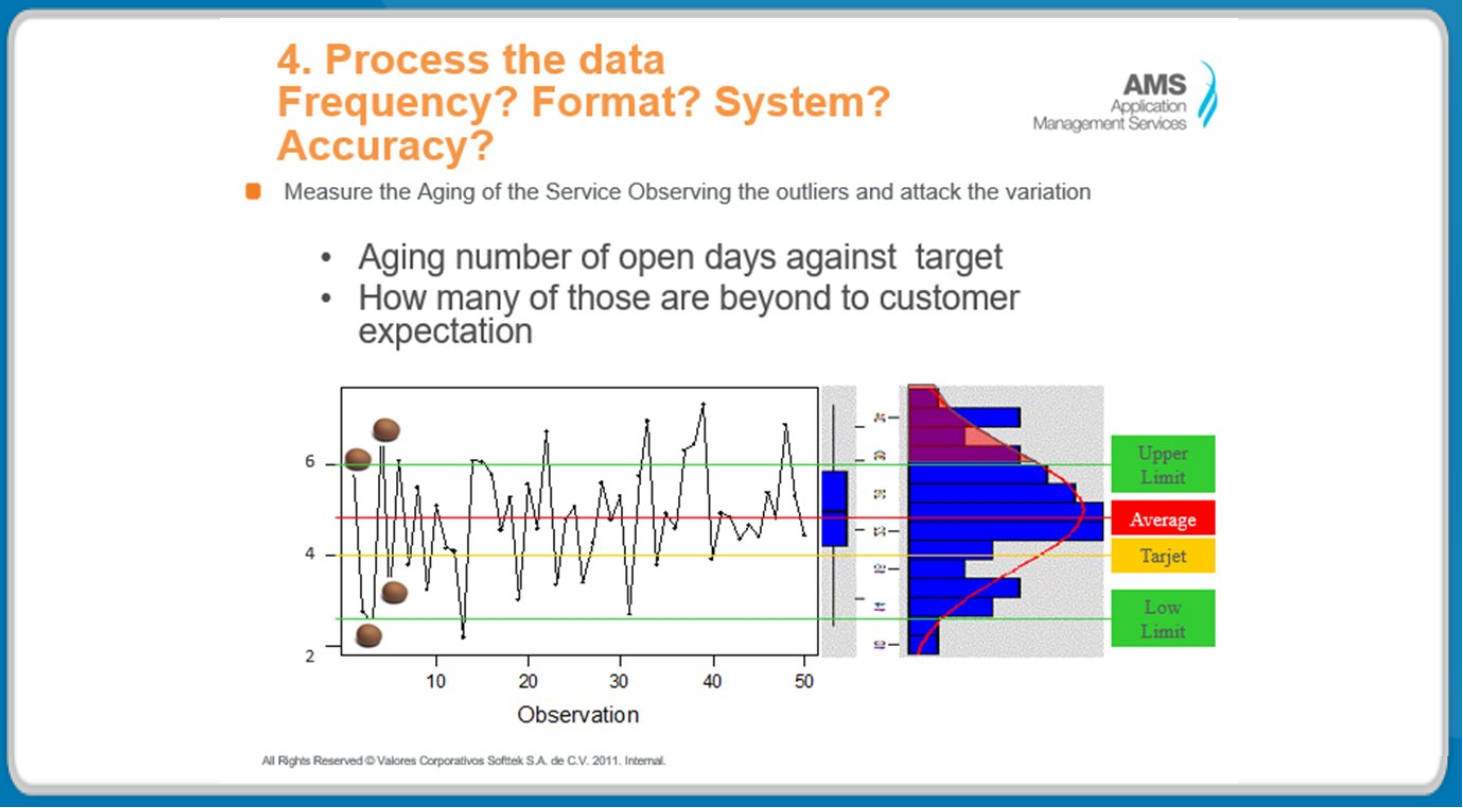 4. Process the data
Frequency? Format? System?
Accuracy?
AMS
Application
Management Services
Measure the Aging of the Service Observing the outliers and attack the variation
• Aging number of open days against target
• How many of those are beyond to customer
expectation
6
4
2
10
20
30
40
50
Observation
Upper
Limit
Average
Tarjet
Low
Limit
All Rights Reserved © Valores Corporativos Softtek S.A. de C.V. 2011. Internal.